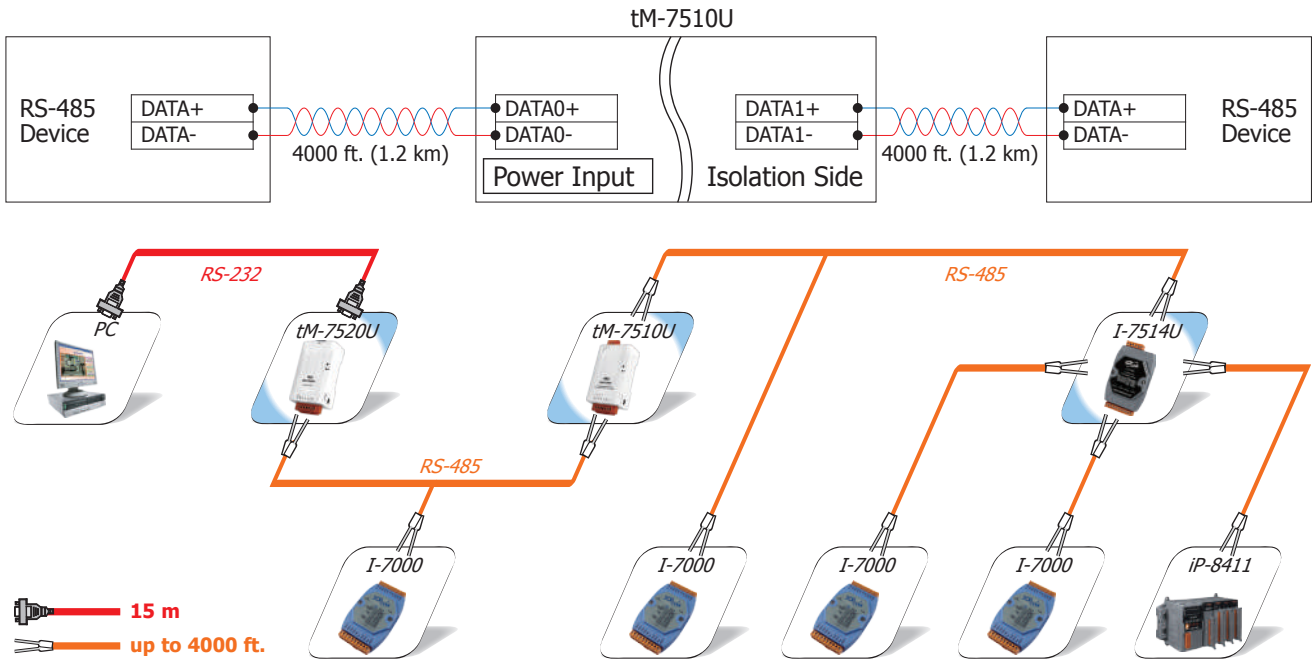 tM-7510U
RS-485
Device
DATA+
DATA-
4000 ft. (1.2 km)
DATA0+
DATA0-
Power Input
DATA1+
DATA1-
Isolation Side
4000 ft. (1.2 km)
DATA+
DATA-
RS-485
Device
RS-232
RS-485
PC
tM-7520U
tM-7510U
I-7514U
RS-485
I-7000
I-7000
I-7000
I-7000
iP-8411
15 m
up to 4000 ft.